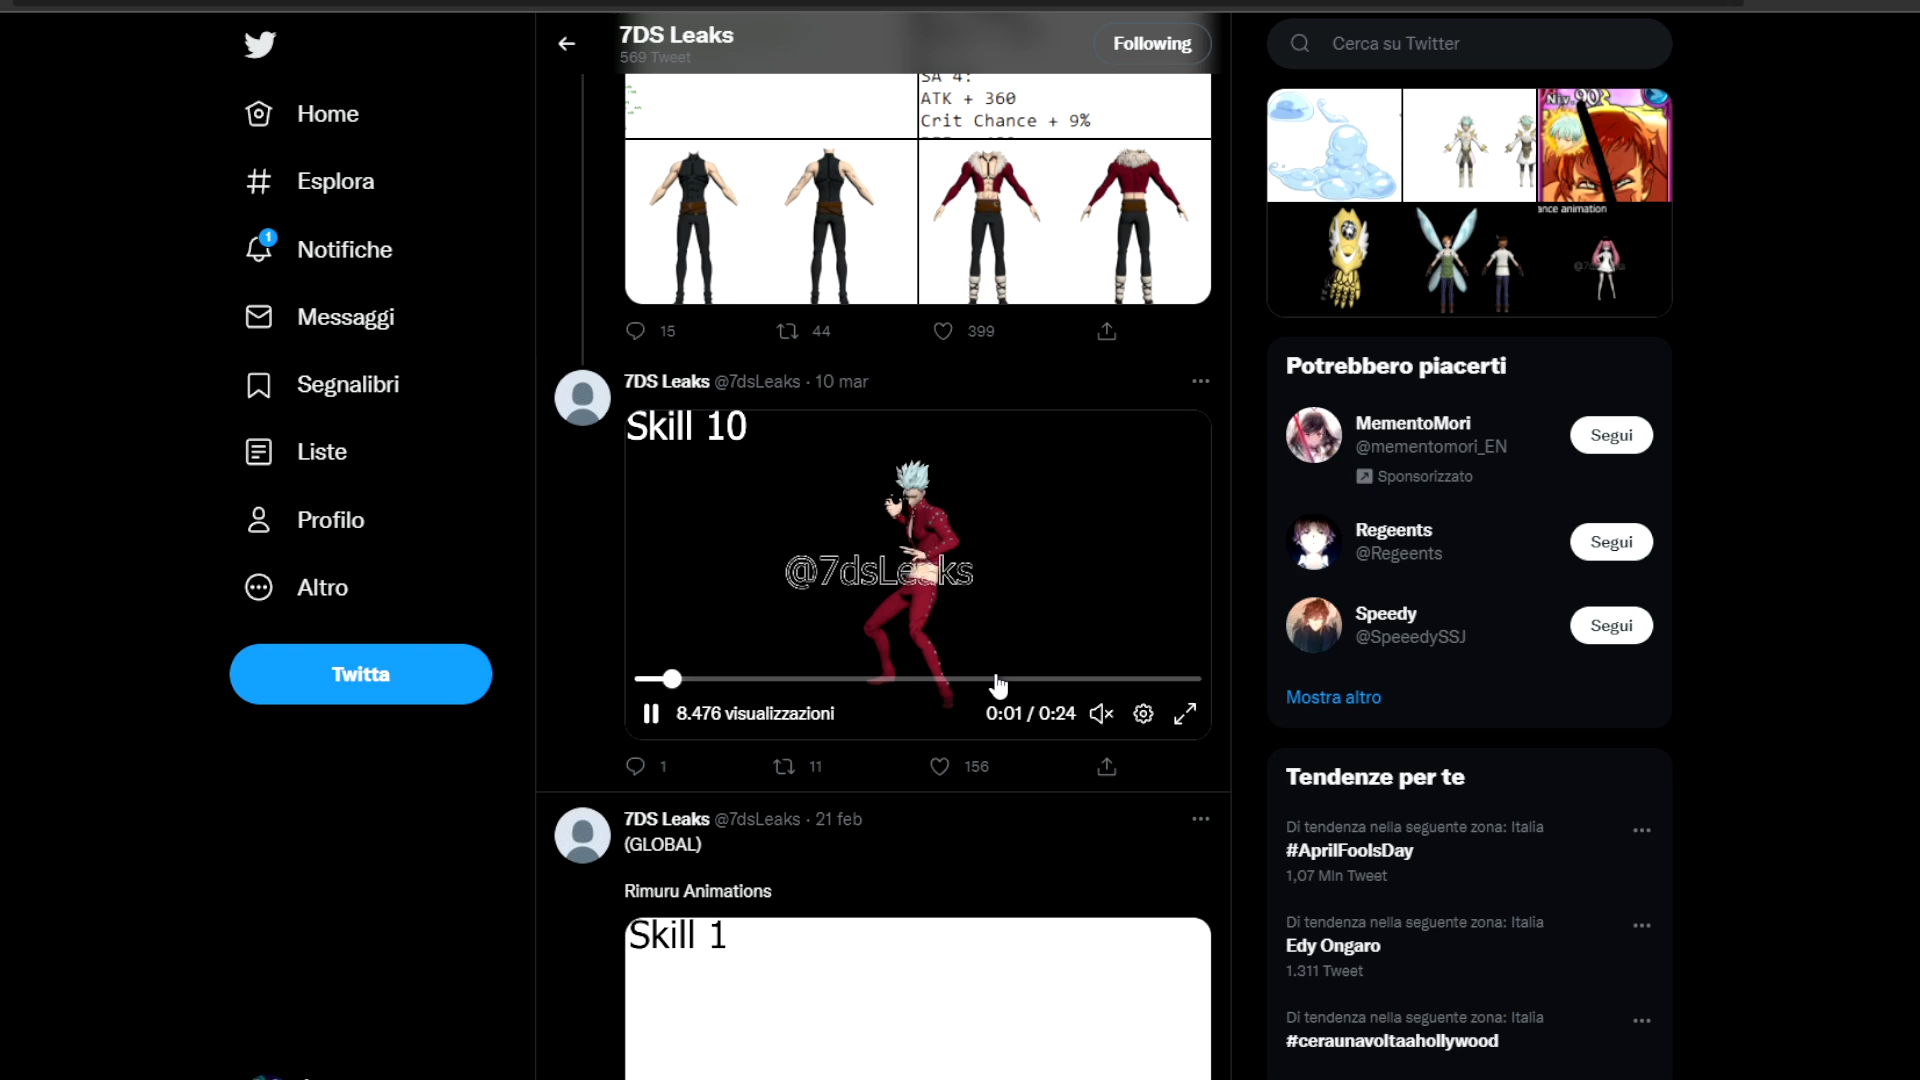 Home
Esplora
1
Notifiche
Messaggi
Segnalibri
Liste
Profilo
Altro
Twitta
7DS Leaks
569 Tweet
Following
SA 4:
ATK + 360
Crit Chance + 9%
15
44
399
7DS Leaks @7dsLeaks · 10 mar
Skill 10
@7dsLeaks
8.476 visualizzazioni
0:01 / 0:24
1
11
156
7DS Leaks @7dsLeaks · 21 feb
(GLOBAL)
Rimuru Animations
Skill 1
Cerca su Twitter
Niv. 90
ance animation
Potrebbero piacerti
MementoMori
@mementomori_EN
Sponsorizzato
Segui
Regeents
@Regeents
Segui
Speedy
@SpeeedySSJ
Segui
Mostra altro
Tendenze per te
Di tendenza nella seguente zona: Italia
#AprilFoolsDay
1,07 Mln Tweet
Di tendenza nella seguente zona: Italia
Edy Ongaro
1.311 Tweet
Di tendenza nella seguente zona: Italia
#ceraunavoltaahollywood